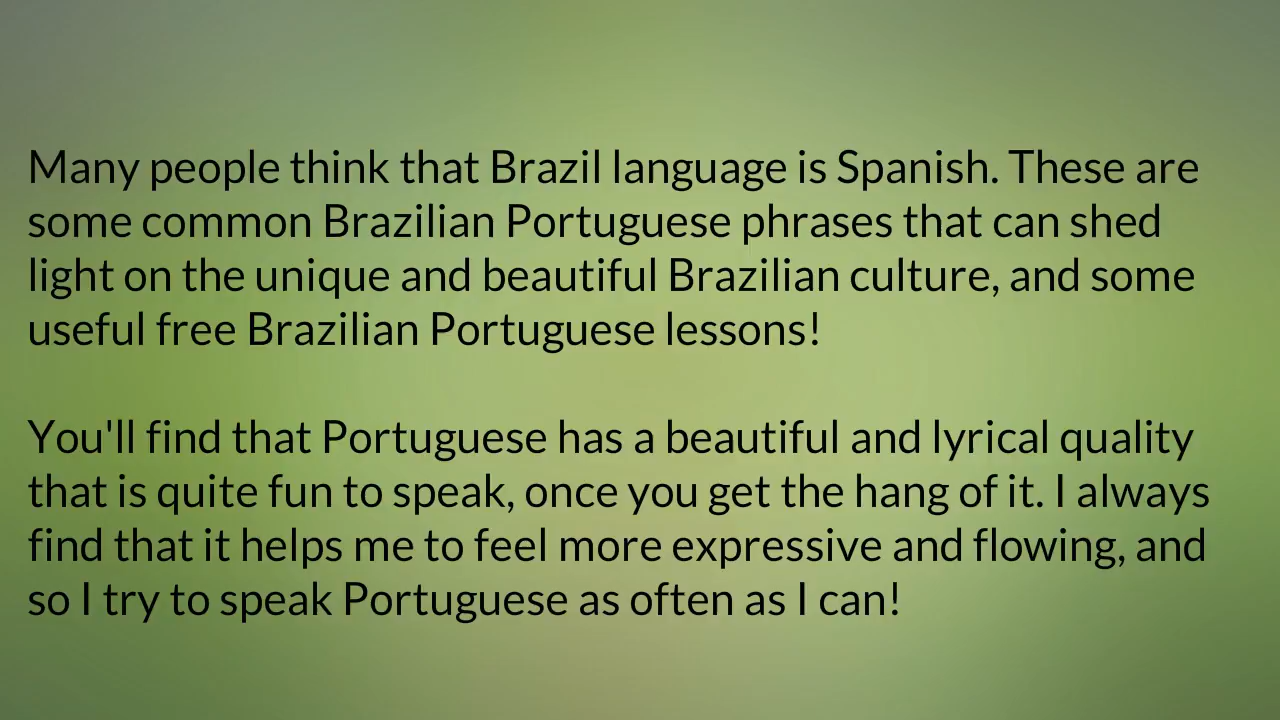 Many people think that Brazil language is Spanish. These are
some common Brazilian Portuguese phrases that can shed
light on the unique and beautiful Brazilian culture, and some
useful free Brazilian Portuguese lessons!
You'll find that Portuguese has a beautiful and lyrical quality
that is quite fun to speak, once you get the hang of it. I always
find that it helps me to feel more expressive and flowing, and
so I try to speak Portuguese as often as I can!